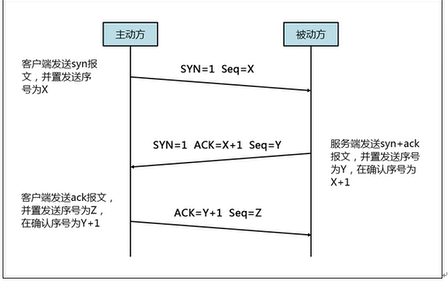 主动方
被动方
客户端发送syn报
文，并置发送序
号为X
SYN=1 Seq=X
SYN=1 ACK=X+1 Seq=Y
服务端发送syn+ack
报文，并置发送序号
为Y，在确认序号为
X+1
客户端发送ack报文，
并置发送序号为Z，
在确认序号为Y+1
ACK=Y+1 Seq=Z